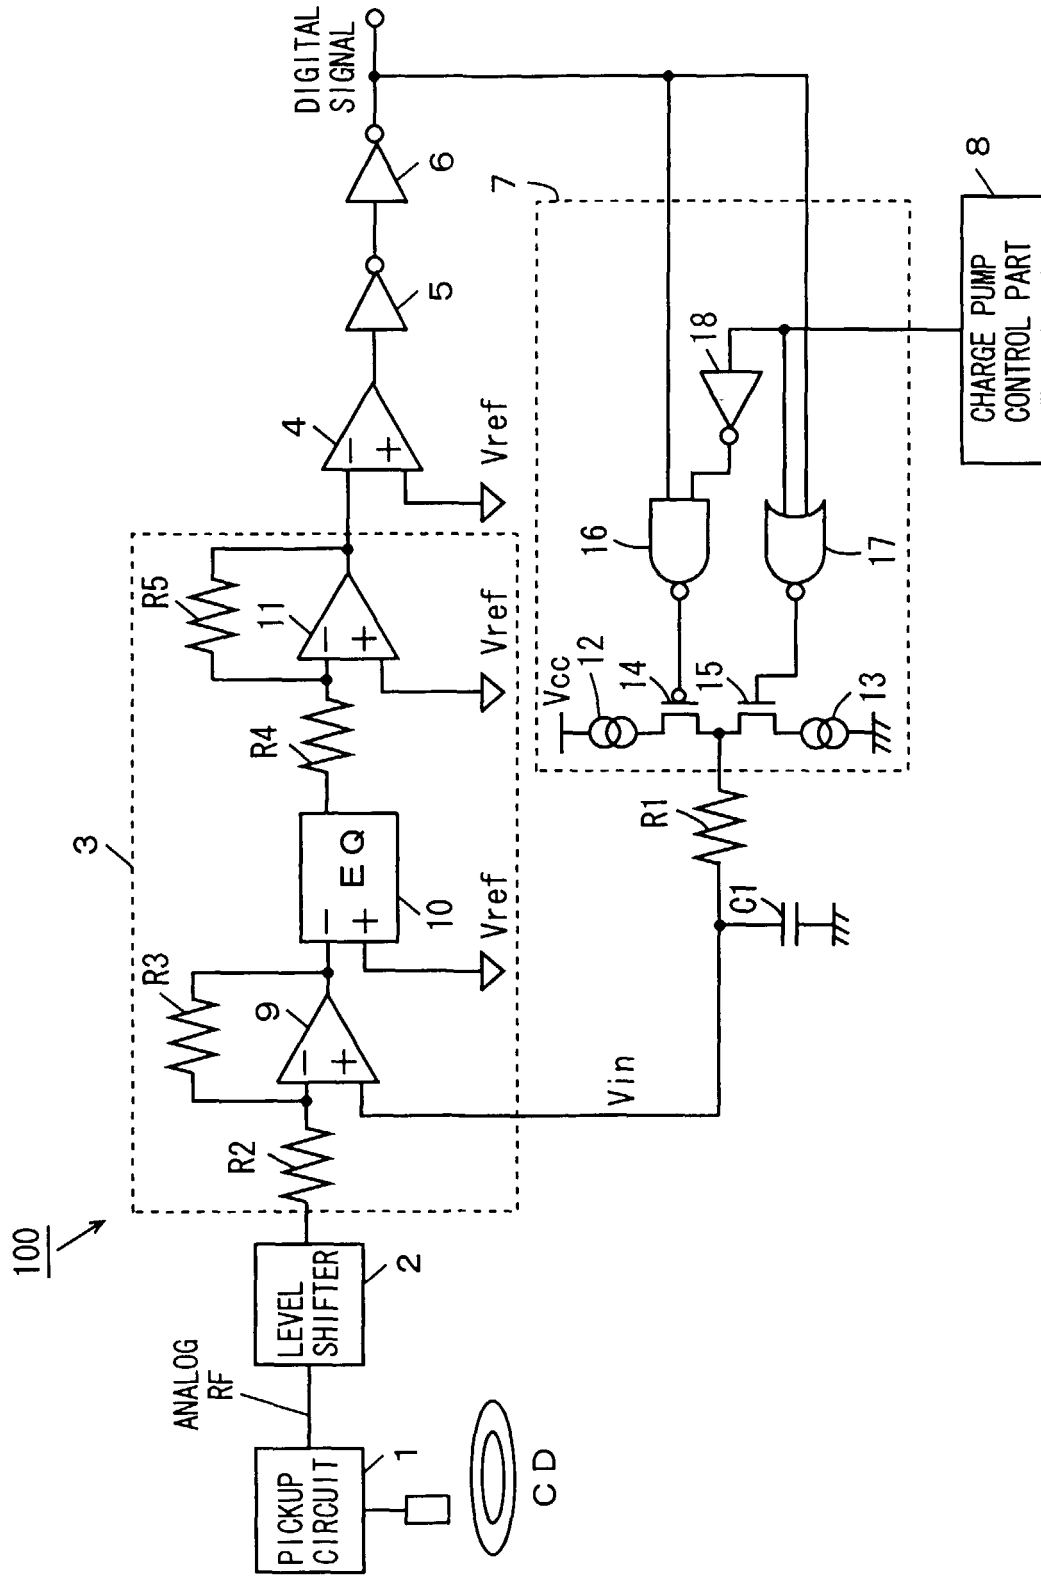 100
PICKUP
CIRCUIT
1
CD
ANALOG
RF
LEVEL
SHIFTER
2
3
R2
R3
9
−
+
Vin
−
+
EQ
10
Vref
R4
R5
11
−
+
Vref
4
−
+
Vref
5
6
DIGITAL
SIGNAL
7
C1
R1
Vcc
12
14
15
13
16
17
18
CHARGE PUMP
CONTROL PART
8